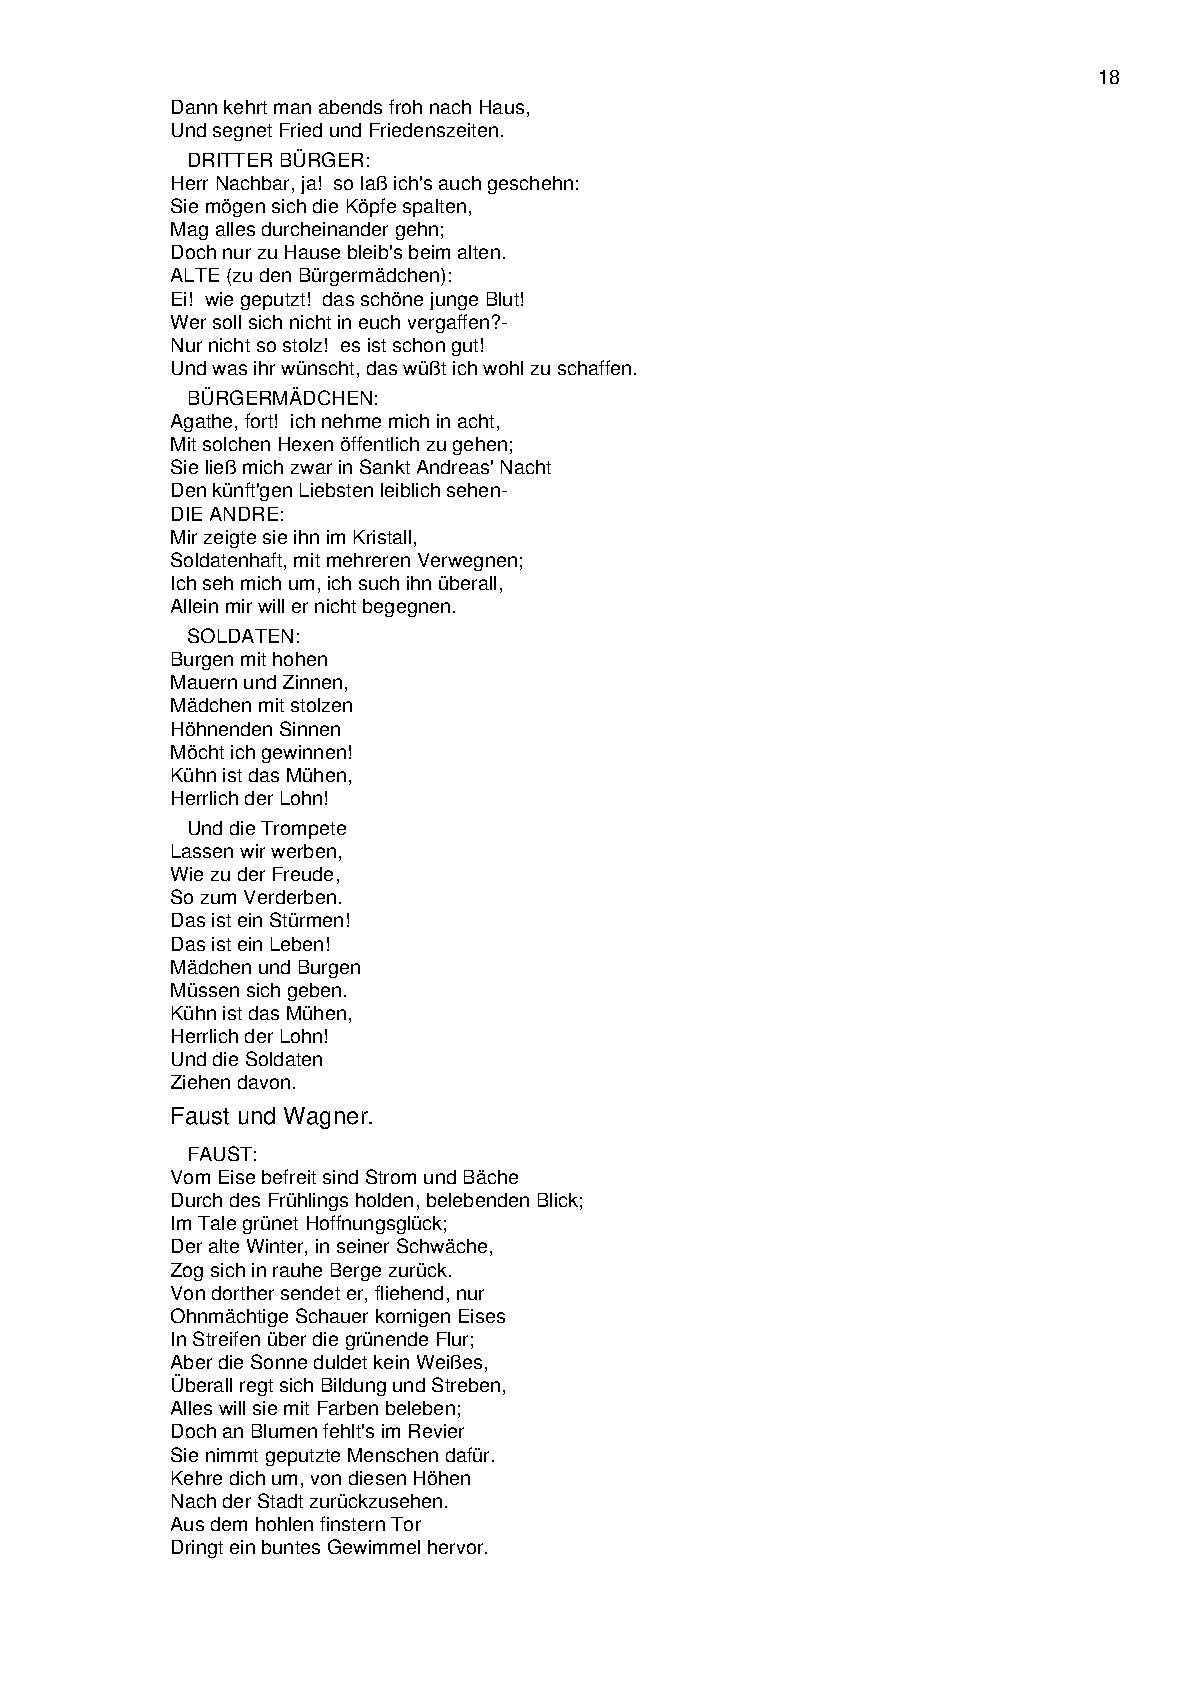 18
Dann kehrt man abends froh nach Haus,
Und segnet Fried und Friedenszeiten.
DRITTER BÜRGER:
Herr Nachbar, ja!  so laß ich's auch geschehn:
Sie mögen sich die Köpfe spalten,
Mag alles durcheinander gehn;
Doch nur zu Hause bleib's beim alten.
ALTE (zu den Bürgermädchen):
Ei!  wie geputzt!  das schöne junge Blut!
Wer soll sich nicht in euch vergaffen?-
Nur nicht so stolz!  es ist schon gut!
Und was ihr wünscht, das wüßt ich wohl zu schaffen.
BÜRGERMÄDCHEN:
Agathe, fort!  ich nehme mich in acht,
Mit solchen Hexen öffentlich zu gehen;
Sie ließ mich zwar in Sankt Andreas' Nacht
Den künft'gen Liebsten leiblich sehen-
DIE ANDRE:
Mir zeigte sie ihn im Kristall,
Soldatenhaft, mit mehreren Verwegnen;
Ich seh mich um, ich such ihn überall,
Allein mir will er nicht begegnen.
SOLDATEN:
Burgen mit hohen
Mauern und Zinnen,
Mädchen mit stolzen
Höhnenden Sinnen
Möcht ich gewinnen!
Kühn ist das Mühen,
Herrlich der Lohn!
Und die Trompete
Lassen wir werben,
Wie zu der Freude,
So zum Verderben.
Das ist ein Stürmen!
Das ist ein Leben!
Mädchen und Burgen
Müssen sich geben.
Kühn ist das Mühen,
Herrlich der Lohn!
Und die Soldaten
Ziehen davon.
Faust und Wagner.
FAUST:
Vom Eise befreit sind Strom und Bäche
Durch des Frühlings holden, belebenden Blick;
Im Tale grünet Hoffnungsglück;
Der alte Winter, in seiner Schwäche,
Zog sich in rauhe Berge zurück.
Von dorther sendet er, fliehend, nur
Ohnmächtige Schauer kornigen Eises
In Streifen über die grünende Flur;
Aber die Sonne duldet kein Weißes,
Überall regt sich Bildung und Streben,
Alles will sie mit Farben beleben;
Doch an Blumen fehlt's im Revier
Sie nimmt geputzte Menschen dafür.
Kehre dich um, von diesen Höhen
Nach der Stadt zurückzusehen.
Aus dem hohlen finstern Tor
Dringt ein buntes Gewimmel hervor.